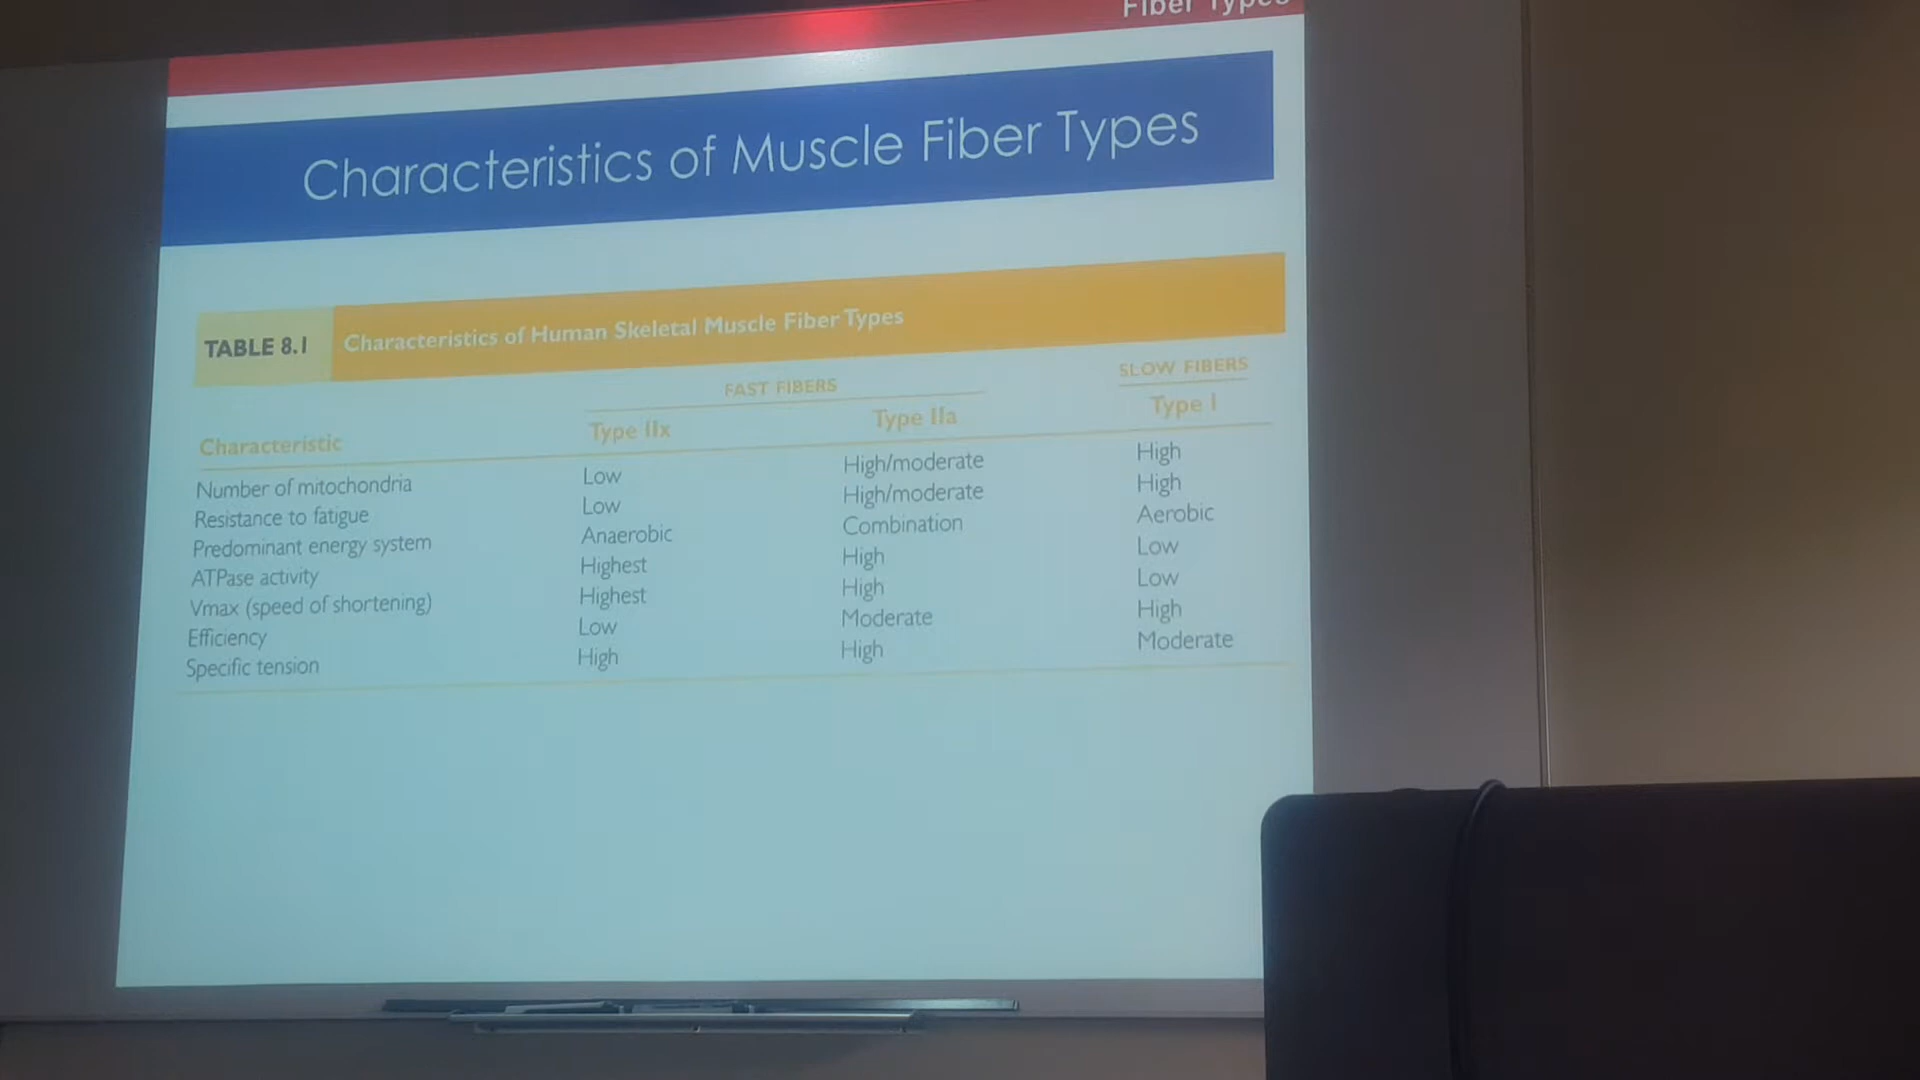 Fiber Types
Characteristics of Muscle Fiber Types
TABLE 8.1 Characteristics of Human Skeletal Muscle Fiber Types
FAST FIBERS SLOW FIBERS
Characteristic Type IIx Type IIa Type I
Number of mitochondria Low High/moderate High
Resistance to fatigue Low High/moderate High
Predominant energy system Anaerobic Combination Aerobic
ATPase activity Highest High Low
Vmax (speed of shortening) Highest High Low
Efficiency Low Moderate High
Specific tension High High Moderate